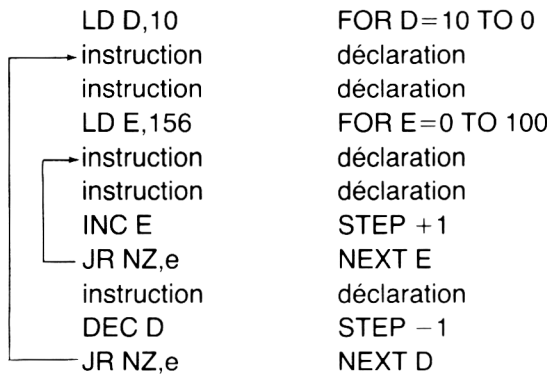 LD D,10 FOR D=10 TO 0
instruction déclaration
instruction déclaration
LD E,156 FOR E=0 TO 100
instruction déclaration
instruction déclaration
INC E STEP +1
JR NZ,e NEXT E
instruction déclaration
DEC D STEP −1
JR NZ,e NEXT D